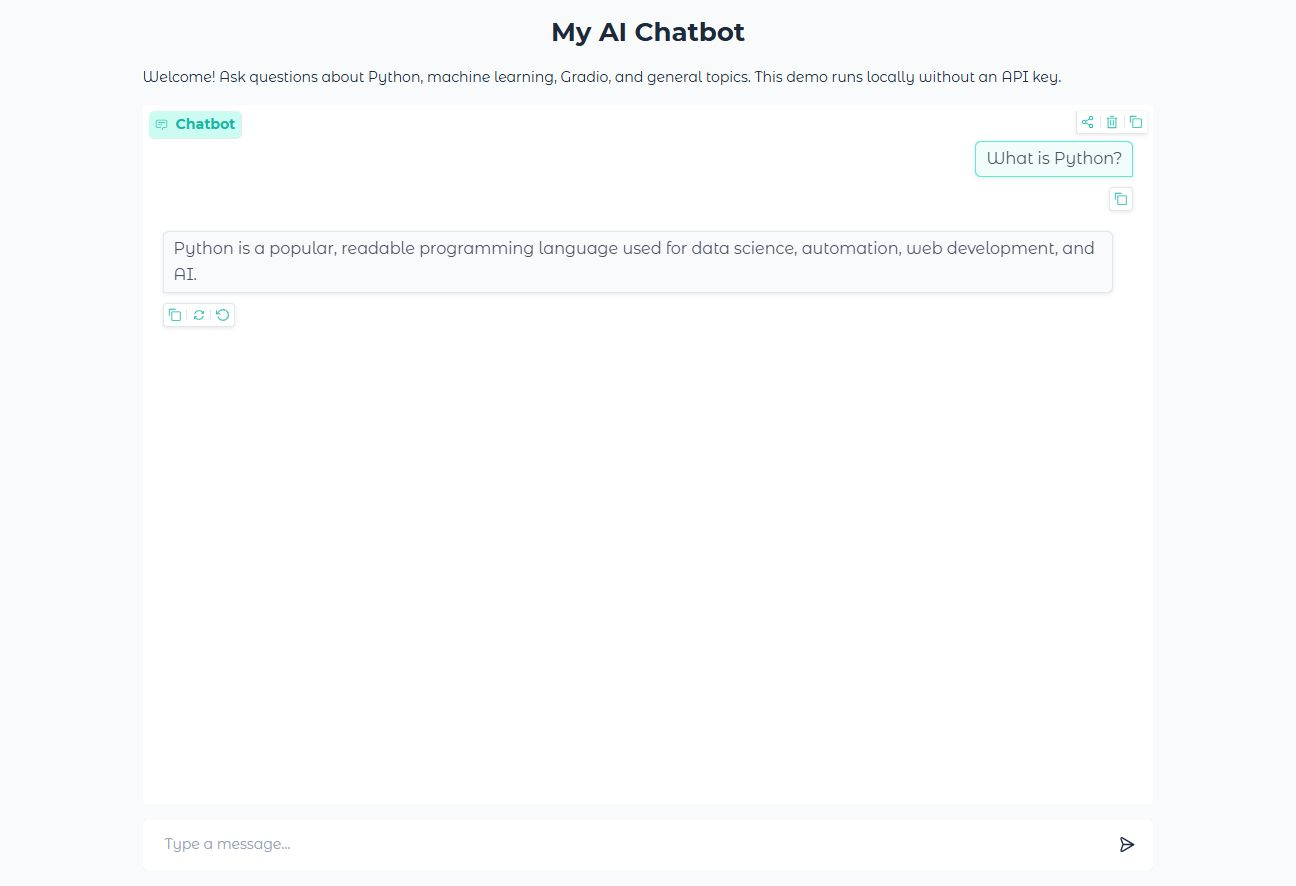 My AI Chatbot
Welcome! Ask questions about Python, machine learning, Gradio, and general topics. This demo runs locally without an API key.
Chatbot
What is Python?
Python is a popular, readable programming language used for data science, automation, web development, and
AI.
Type a message...